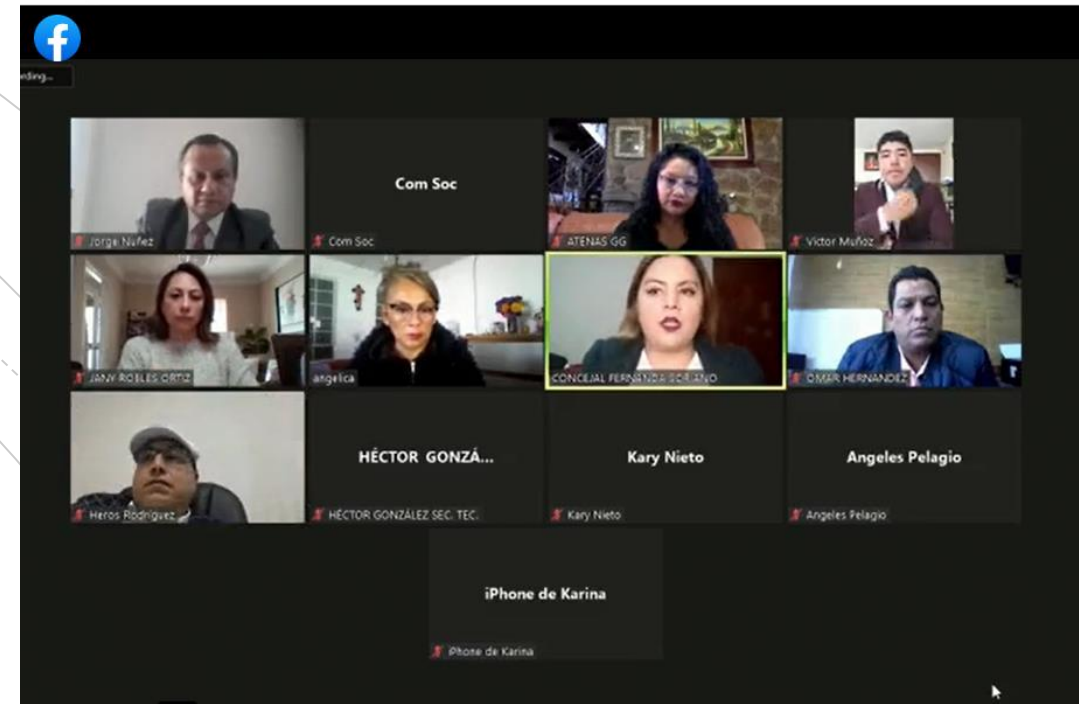 Jorge Nuñez
Com Soc
Com Soc
ATENAS GG
Victor Muñoz
JANY ROBLES ORTIZ
angelica
CONCEJAL FERNANDA SORIANO
OMAR HERNANDEZ
Heros Rodriguez
HÉCTOR GONZÁ...
HÉCTOR GONZÁLEZ SEC. TEC.
Kary Nieto
Kary Nieto
Angeles Pelagio
Angeles Pelagio
iPhone de Karina
iPhone de Karina